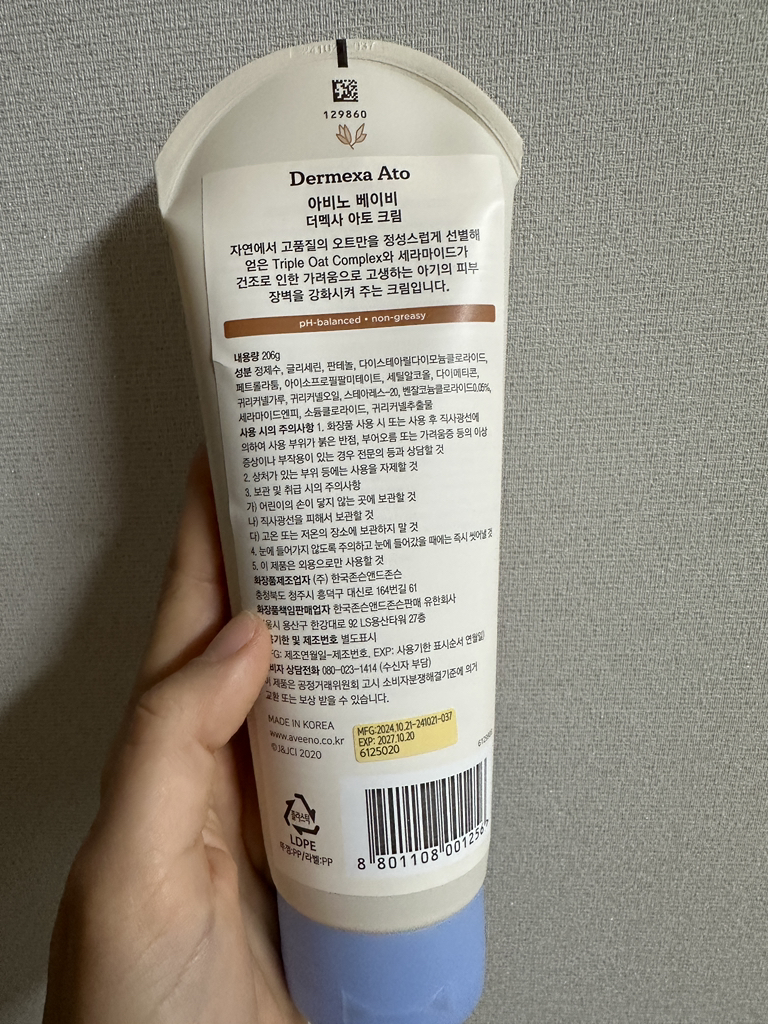 129860
Dermexa Ato
아비노 베이비
더멕사 아토 크림
자연에서 고품질의 오트만을 정성스럽게 선별해
얻은 Triple Oat Complex와 세라마이드가
건조로 인한 가려움으로 고생하는 아기의 피부
장벽을 강화시켜 주는 크림입니다.
pH-balanced • non-greasy
내용량 206g
성분 정제수, 글리세린, 판테놀, 다이스테아릴다이모늄클로라이드,
페트롤라툼, 아이소프로필팔미테이트, 세틸알코올, 다이메티콘,
귀리커넬가루, 귀리커넬오일, 스테아레스-20, 벤잘코늄클로라이드0.05%,
세라마이드엔피, 소듐클로라이드, 귀리커넬추출물
사용 시의 주의사항 1. 화장품 사용 시 또는 사용 후 직사광선에
의하여 사용 부위가 붉은 반점, 부어오름 또는 가려움증 등의 이상
증상이나 부작용이 있는 경우 전문의 등과 상담할 것
2. 상처가 있는 부위 등에는 사용을 자제할 것
3. 보관 및 취급 시의 주의사항
가) 어린이의 손이 닿지 않는 곳에 보관할 것
나) 직사광선을 피해서 보관할 것
다) 고온 또는 저온의 장소에 보관하지 말 것
4. 눈에 들어가지 않도록 주의하고 눈에 들어갔을 때에는 즉시 씻어낼 것
5. 이 제품은 외용으로만 사용할 것
화장품제조업자 (주) 한국존슨앤드존슨
충청북도 청주시 흥덕구 대신로 164번길 61
화장품책임판매업자 한국존슨앤드존슨판매 유한회사
용산구 한강대로 92 LS용산타워 27층
및 제조번호 별도표시
제조연월일-제조번호, EXP: 사용기한 표시순서 연월일)
상담전화 080-023-1414 (수신자 부담)
제품은 공정거래위원회 고시 소비자분쟁해결기준에 의거
교환 또는 보상 받을 수 있습니다.
MADE IN KOREA
www.aveeno.co.kr
©J&JCI 2020
MFG:2024.10.21-241021-037
EXP: 2027.10.20
6125020
플라스틱
LDPE
뚜껑:PP/라벨:PP
8 801108 001256